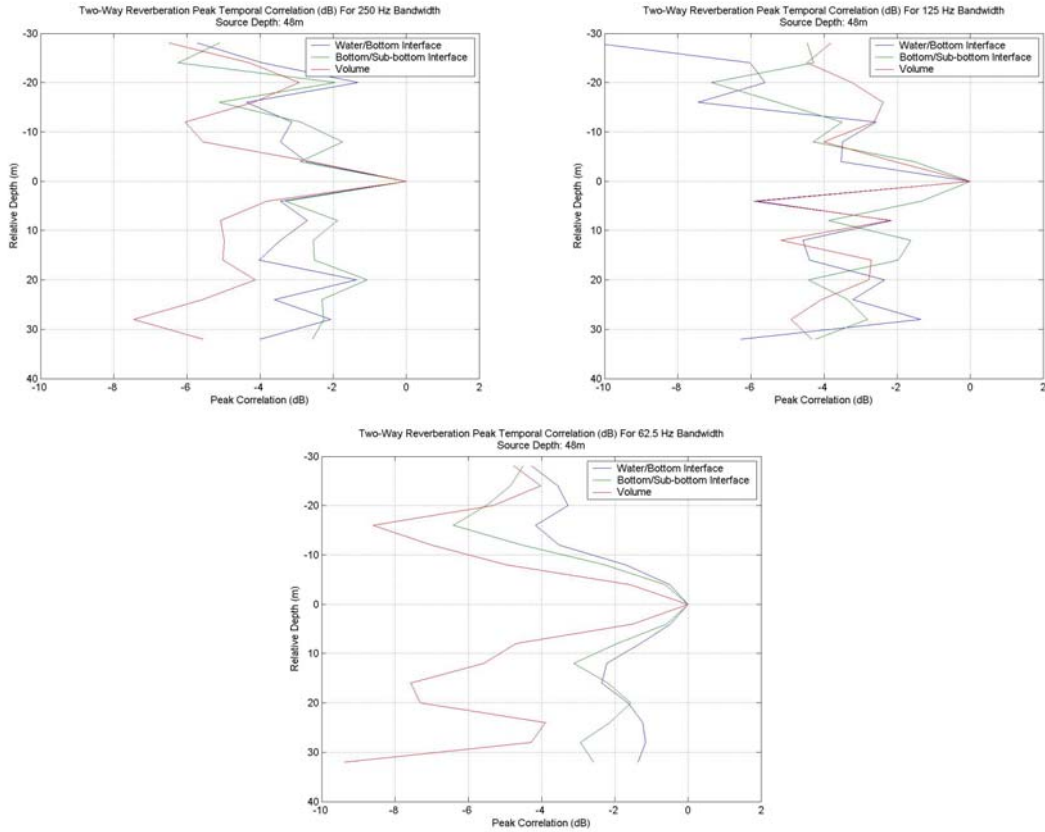 Two-Way Reverberation Peak Temporal Correlation (dB) For 250 Hz Bandwidth
Source Depth: 48m
Water/Bottom Interface
Bottom/Sub-bottom Interface
Volume
-30
-20
-10
0
10
20
30
40
Relative Depth (m)
-10 -8 -6 -4 -2 0 2
Peak Correlation (dB)
Two-Way Reverberation Peak Temporal Correlation (dB) For 125 Hz Bandwidth
Source Depth: 48m
Water/Bottom Interface
Bottom/Sub-bottom Interface
Volume
-30
-20
-10
0
10
20
30
40
Relative Depth (m)
-10 -8 -6 -4 -2 0 2
Peak Correlation (dB)
Two-Way Reverberation Peak Temporal Correlation (dB) For 62.5 Hz Bandwidth
Source Depth: 48m
Water/Bottom Interface
Bottom/Sub-bottom Interface
Volume
-30
-20
-10
0
10
20
30
40
Relative Depth (m)
-10 -8 -6 -4 -2 0 2
Peak Correlation (dB)